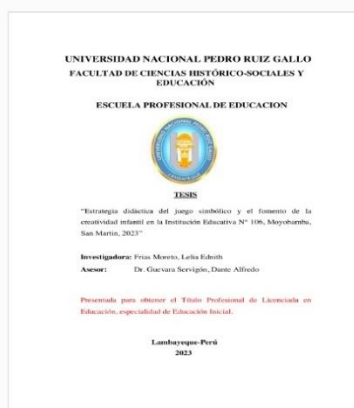 UNIVERSIDAD NACIONAL PEDRO RUIZ GALLO
FACULTAD DE CIENCIAS HISTÓRICO-SOCIALES Y
EDUCACIÓN
ESCUELA PROFESIONAL DE EDUCACION
TESIS
"Estrategia didáctica del juego simbólico y el fomento de la
creatividad infantil en la Institución Educativa N° 106, Moyobamba,
San Martín, 2023"
Investigadora: Frias Moreto, Lelia Ednith
Asesor: Dr. Guevara Servigón, Dante Alfredo
Presentada para obtener el Título Profesional de Licenciada en
Educación, especialidad de Educación Inicial.
Lambayeque-Perú
2023